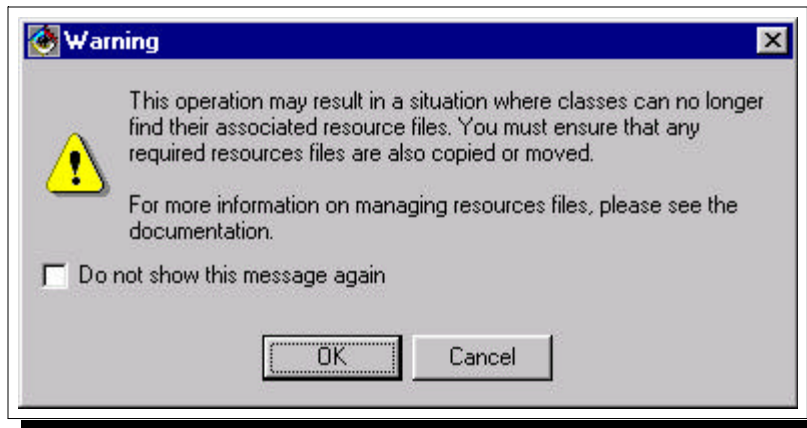 Warning
This operation may result in a situation where classes can no longer
find their associated resource files. You must ensure that any
required resources files are also copied or moved.
For more information on managing resources files, please see the
documentation.
Do not show this message again
OK
Cancel